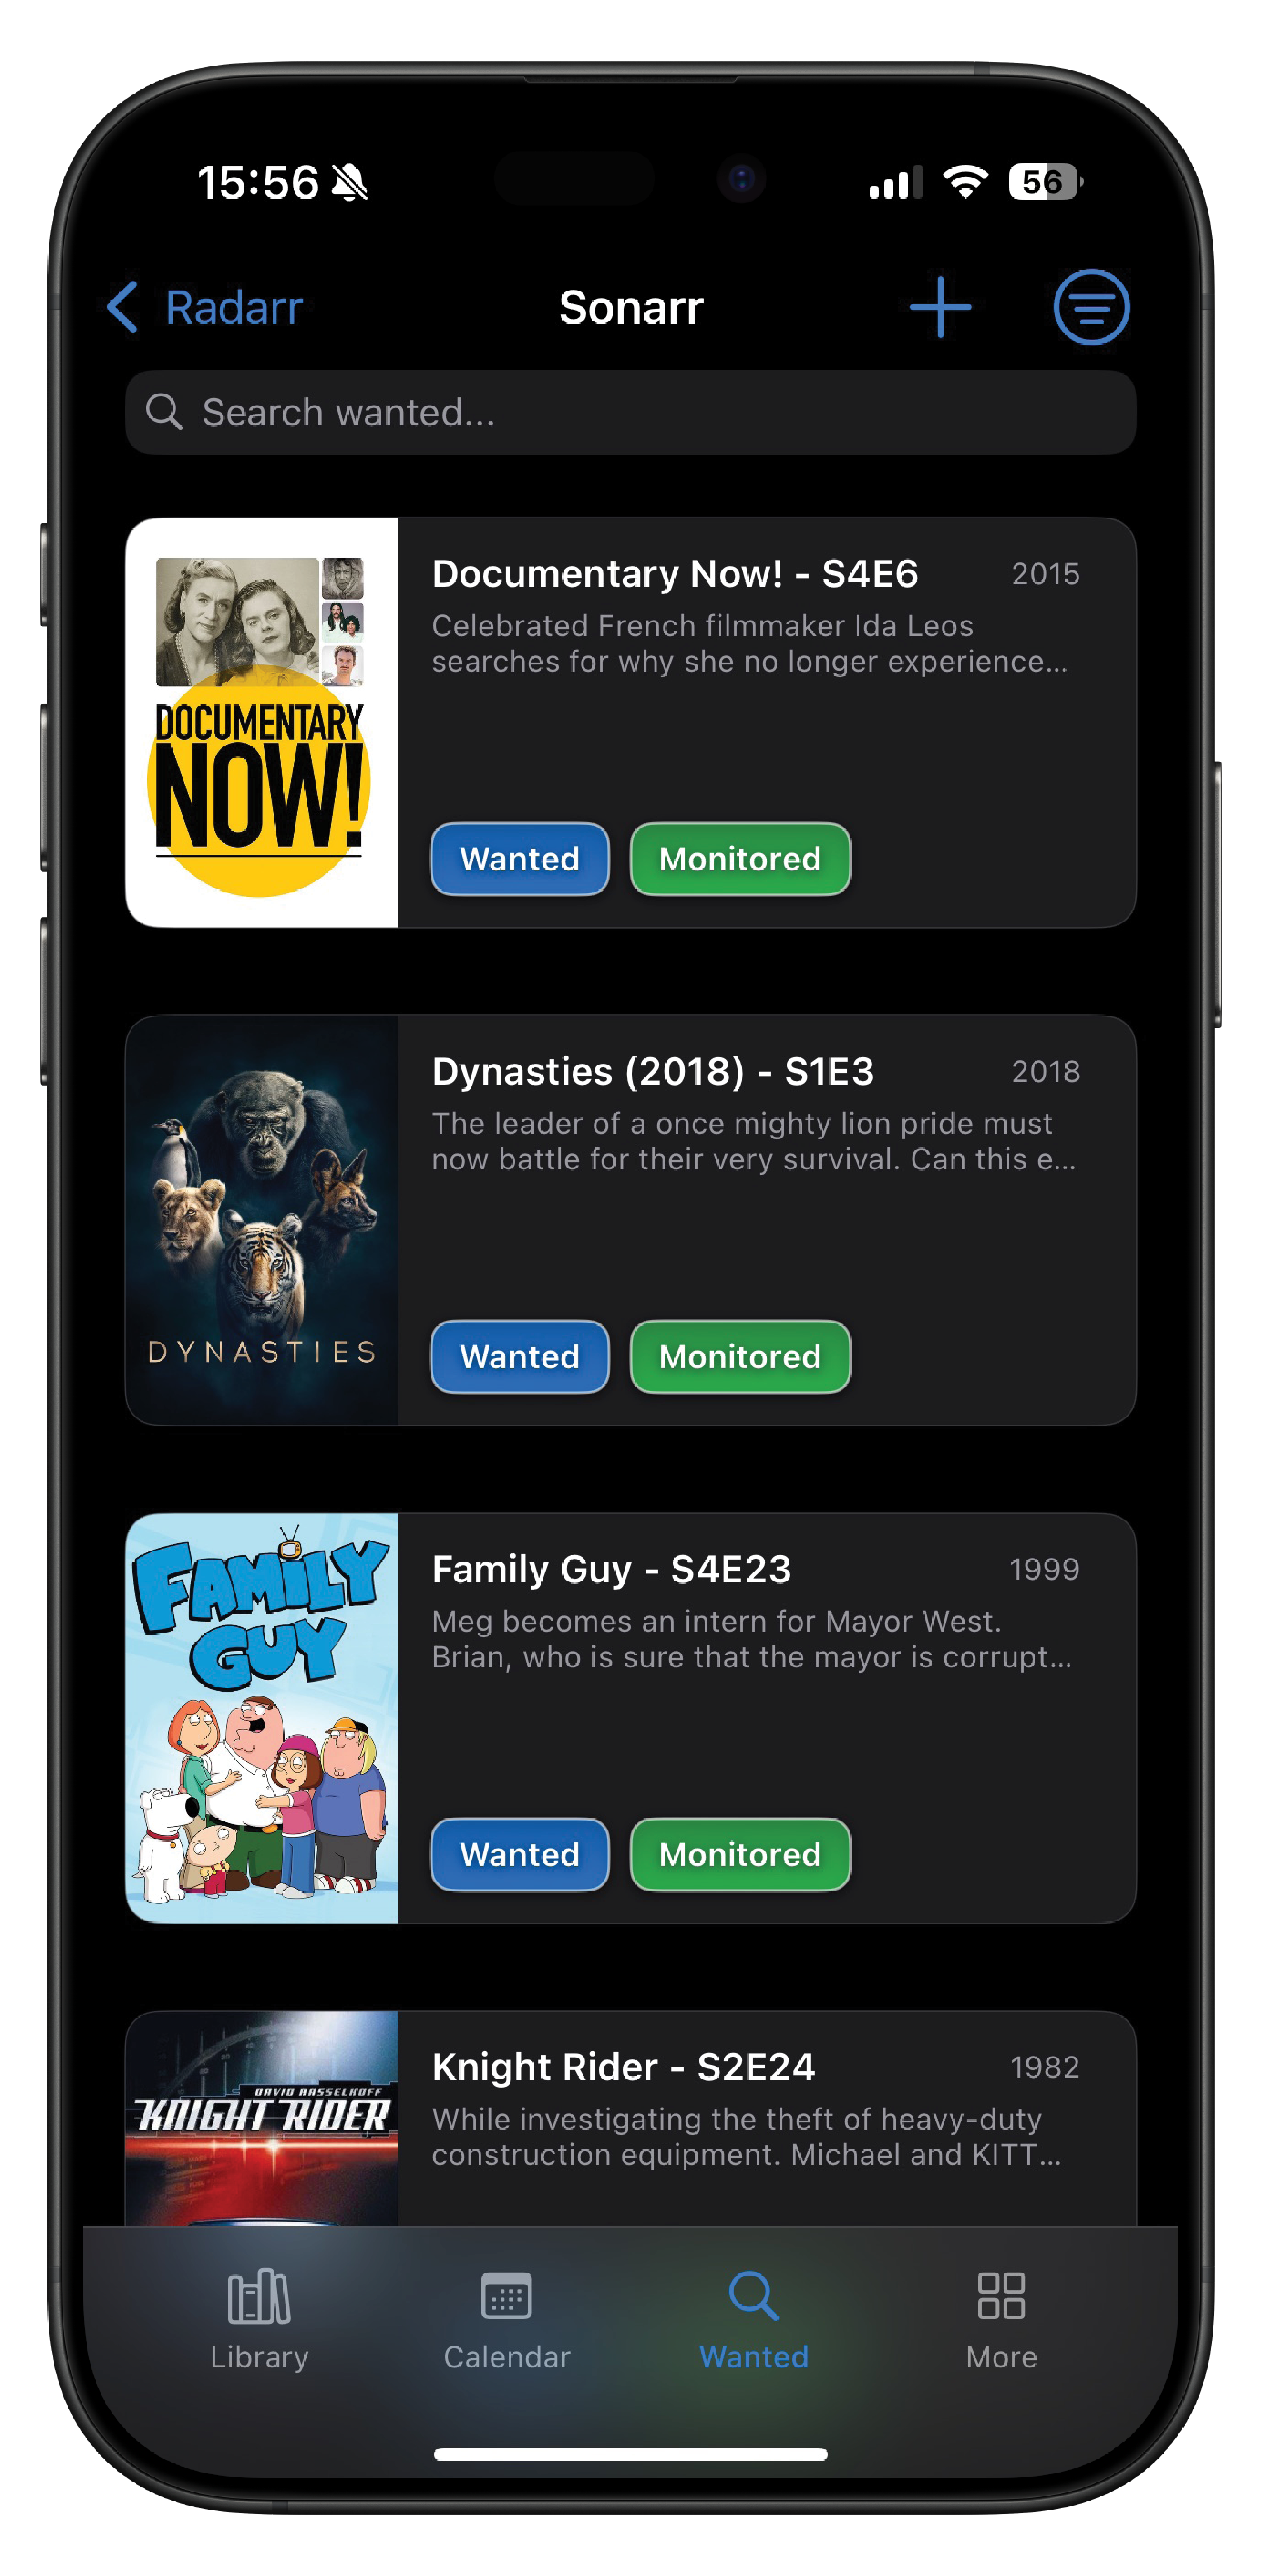 15:56
56
Radarr
Sonarr
Search wanted...
DOCUMENTARY
NOW!
Documentary Now! - S4E6
2015
Celebrated French filmmaker Ida Leos
searches for why she no longer experience...
Wanted
Monitored
DYNASTIES
Dynasties (2018) - S1E3
2018
The leader of a once mighty lion pride must
now battle for their very survival. Can this e...
Wanted
Monitored
FAMILY
GUY
Family Guy - S4E23
1999
Meg becomes an intern for Mayor West.
Brian, who is sure that the mayor is corrupt...
Wanted
Monitored
DAVID HASSELHOFF
KNIGHT RIDER
Knight Rider - S2E24
1982
While investigating the theft of heavy-duty
construction equipment. Michael and KITT...
Library
Calendar
Wanted
More